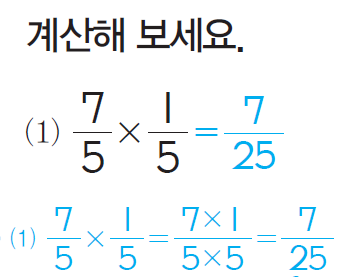 계산해 보세요.
(1) 7/5 × 1/5 = 7/25
(1) 7/5 × 1/5 = 7×1/5×5 = 7/25